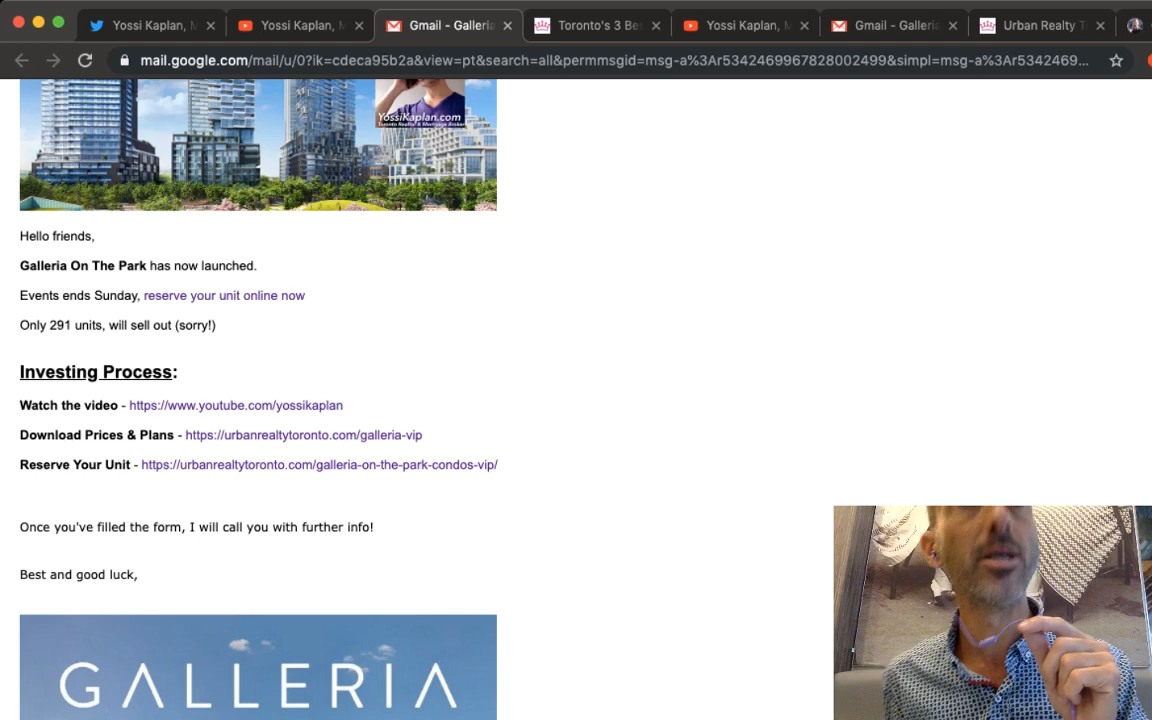 Yossi Kaplan, M
Yossi Kaplan, M
Gmail - Galleria
Toronto's 3 Bes
Yossi Kaplan, M
Gmail - Galleria
Urban Realty T
mail.google.com/mail/u/0?ik=cdeca95b2a&view=pt&search=all&permmsgid=msg-a%3Ar5342469967828002499&simpl=msg-a%3Ar5342469...
YossiKaplan.com
Toronto Realtor & Mortgage Broker
Hello friends,
Galleria On The Park has now launched.
Events ends Sunday, reserve your unit online now
Only 291 units, will sell out (sorry!)
Investing Process:
Watch the video - https://www.youtube.com/yossikaplan
Download Prices & Plans - https://urbanrealtytoronto.com/galleria-vip
Reserve Your Unit - https://urbanrealtytoronto.com/galleria-on-the-park-condos-vip/
Once you've filled the form, I will call you with further info!
Best and good luck,
GALLERIA